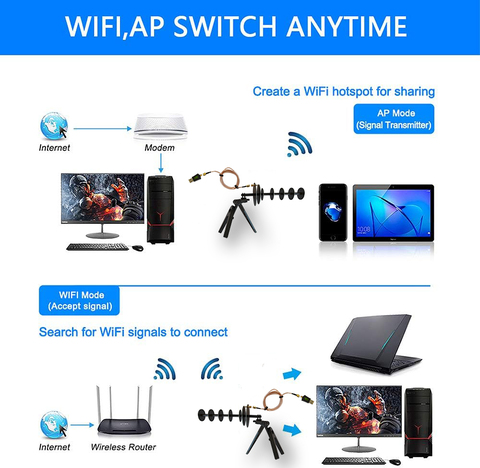 WIFI,AP SWITCH ANYTIME
Create a WiFi hotspot for sharing
AP Mode
(Signal Transmitter)
Internet
Modem
WIFI Mode
(Accept signal)
Search for WiFi signals to connect
Internet
Wireless Router